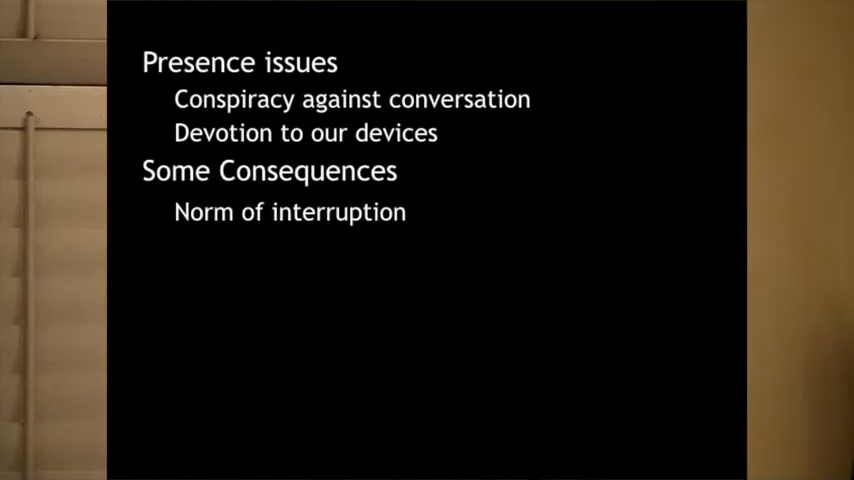 Presence issues
Conspiracy against conversation
Devotion to our devices
Some Consequences
Norm of interruption